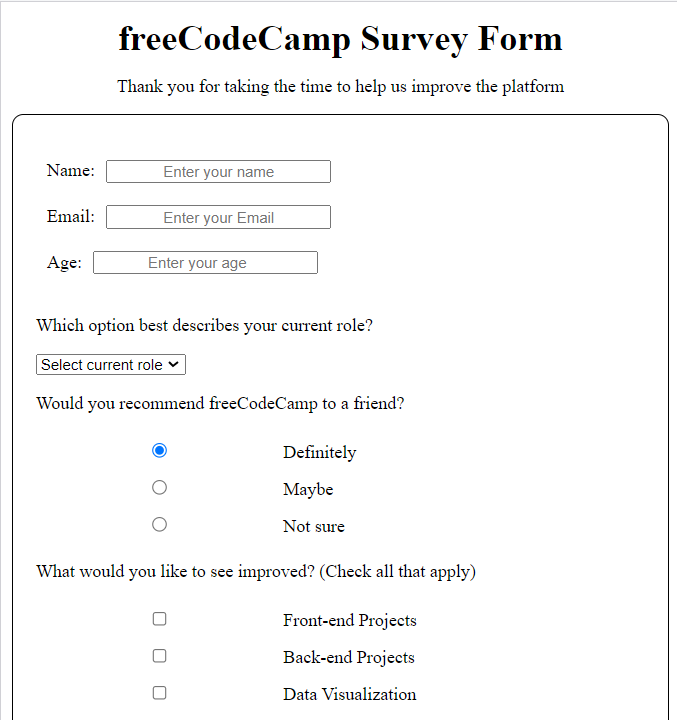 freeCodeCamp Survey Form
Thank you for taking the time to help us improve the platform
Name: Enter your name
Email: Enter your Email
Age: Enter your age
Which option best describes your current role?
Select current role
Would you recommend freeCodeCamp to a friend?
Definitely
Maybe
Not sure
What would you like to see improved? (Check all that apply)
Front-end Projects
Back-end Projects
Data Visualization